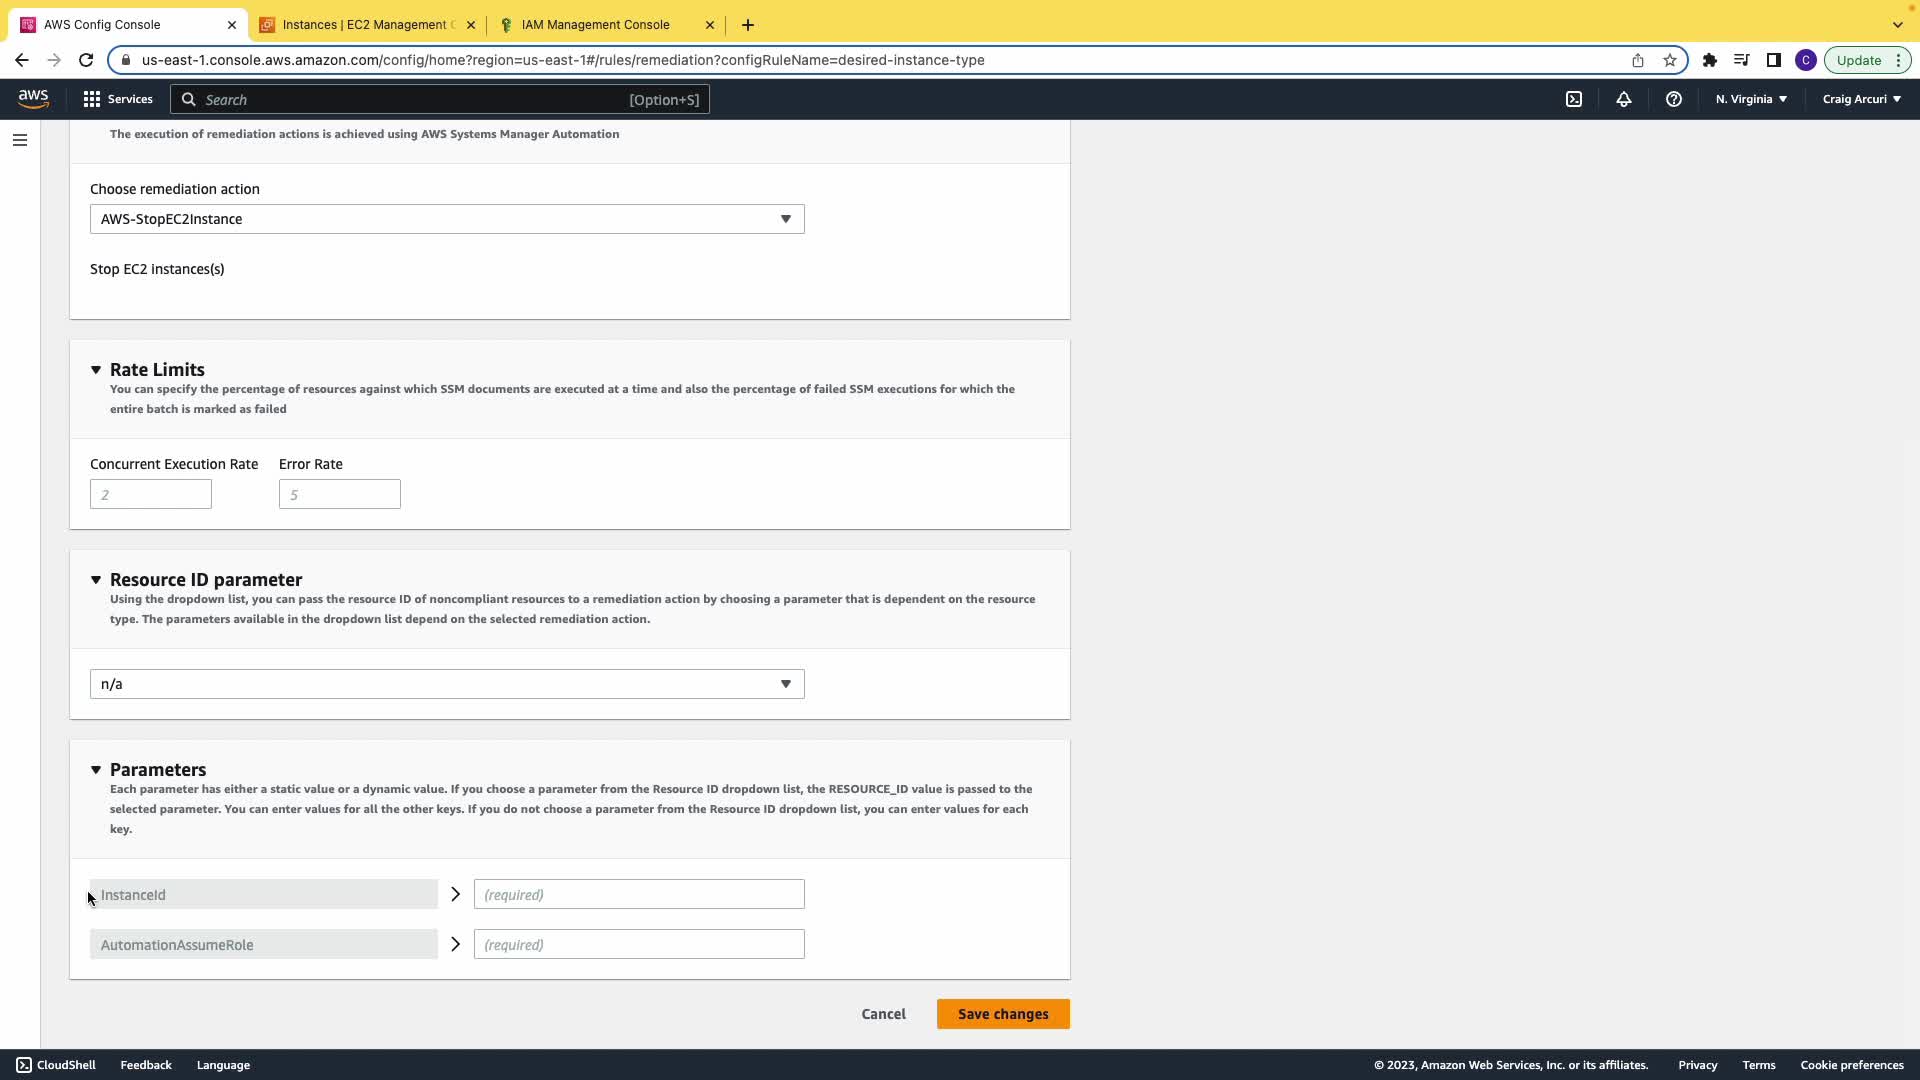 AWS Config Console
Instances | EC2 Management C
IAM Management Console
us-east-1.console.aws.amazon.com/config/home?region=us-east-1#/rules/remediation?configRuleName=desired-instance-type
C
Update
aws
Services
Search
[Option+S]
N. Virginia
Craig Arcuri
The execution of remediation actions is achieved using AWS Systems Manager Automation
Choose remediation action
AWS-StopEC2Instance
Stop EC2 instances(s)
Rate Limits
You can specify the percentage of resources against which SSM documents are executed at a time and also the percentage of failed SSM executions for which the
entire batch is marked as failed
Concurrent Execution Rate
Error Rate
2
5
Resource ID parameter
Using the dropdown list, you can pass the resource ID of noncompliant resources to a remediation action by choosing a parameter that is dependent on the resource
type. The parameters available in the dropdown list depend on the selected remediation action.
n/a
Parameters
Each parameter has either a static value or a dynamic value. If you choose a parameter from the Resource ID dropdown list, the RESOURCE_ID value is passed to the
selected parameter. You can enter values for all the other keys. If you do not choose a parameter from the Resource ID dropdown list, you can enter values for each
key.
InstanceId
(required)
AutomationAssumeRole
(required)
Cancel
Save changes
CloudShell
Feedback
Language
© 2023, Amazon Web Services, Inc. or its affiliates.
Privacy
Terms
Cookie preferences